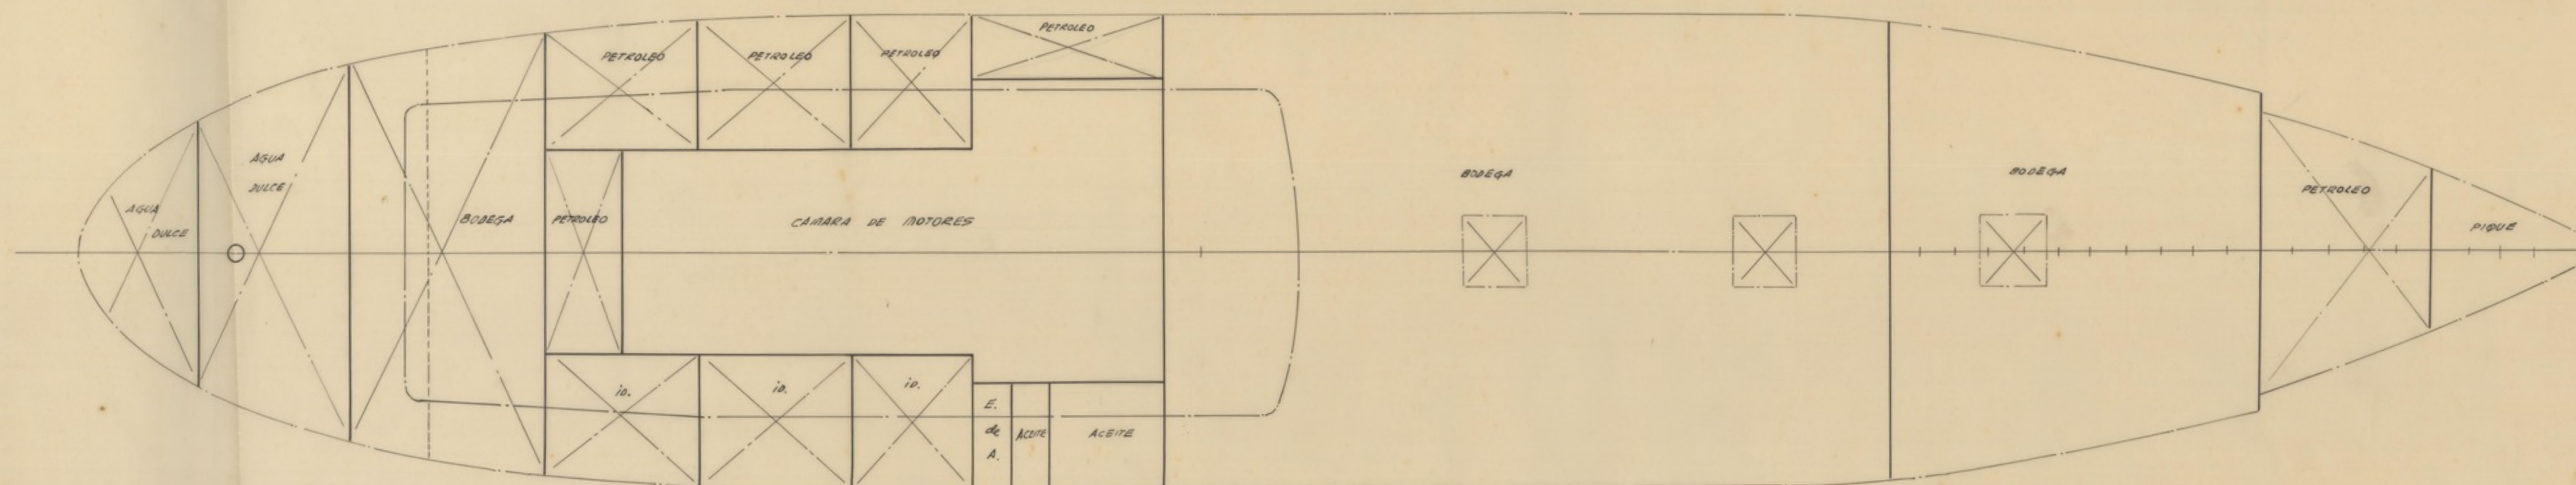 PETROLEO
PETROLEO
PETROLEO
PETROLEO
AGUA
DULCE
AGUA
DULCE
BODEGA
PETROLEO
CAMARA DE MOTORES
BODEGA
BODEGA
PETROLEO
PIQUE
iD.
iD.
iD.
E.
de
A.
ACEITE
ACEITE